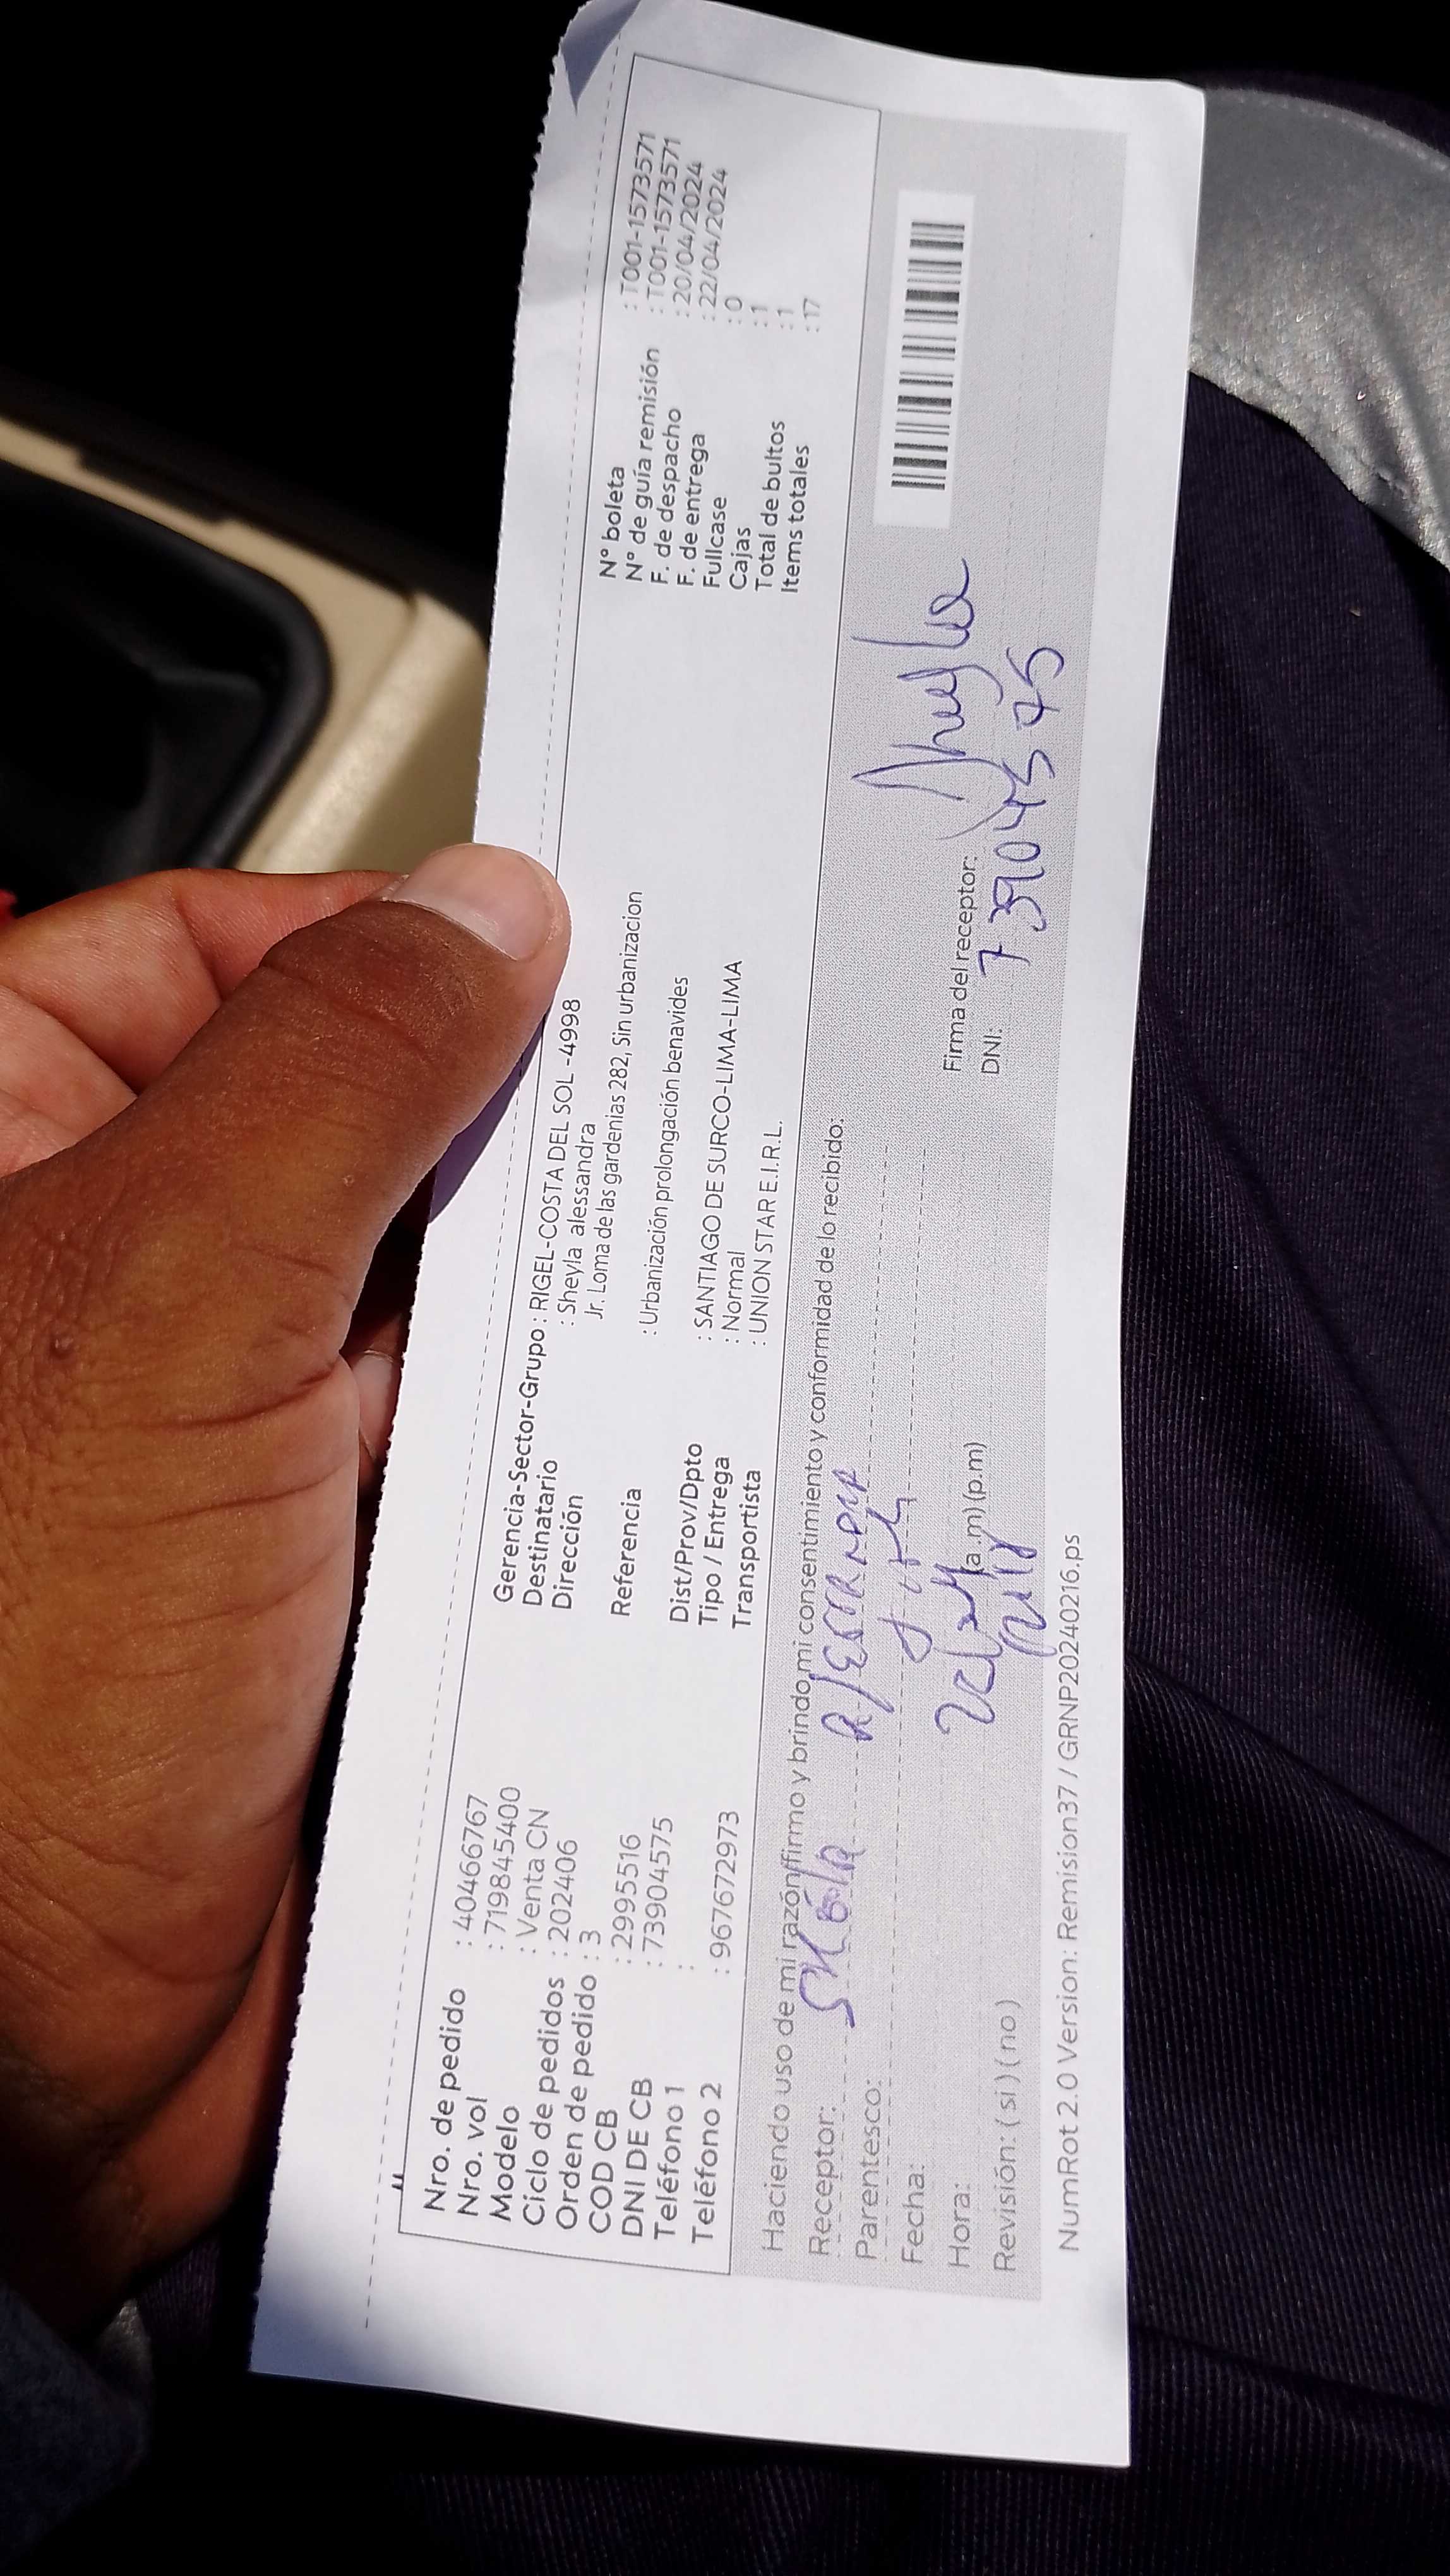 Nro. de pedido : 40466767
Nro. vol : 719845400
Modelo : Venta CN
Ciclo de pedidos : 202406
Orden de pedido : 3
COD CB : 2995516
DNI DE CB : 73904575
Teléfono 1 :
Teléfono 2 : 967672973
Gerencia-Sector-Grupo : RIGEL-COSTA DEL SOL -4998
Destinatario : Sheyla alessandra
Dirección Jr. Loma de las gardenias 282, Sin urbanizacion
Referencia : Urbanización prolongación benavides
Dist/Prov/Dpto : SANTIAGO DE SURCO-LIMA-LIMA
Tipo / Entrega : Normal
Transportista : UNION STAR E.I.R.L.
N° boleta : T001-1573571
N° de guía remisión : T001-1573571
F. de despacho : 20/04/2024
F. de entrega : 22/04/2024
Fullcase : 0
Cajas : 1
Total de bultos : 1
Items totales : 17
Haciendo uso de mi razón firmo y brindo mi consentimiento y conformidad de lo recibido.
Receptor:
Parentesco:
Fecha:
Hora: (a.m) (p.m)
Revisión: ( si ) ( no )
Firma del receptor:
DNI: 73904575
NumRot 2.0 Version: Remision37 / GRNP20240216.ps